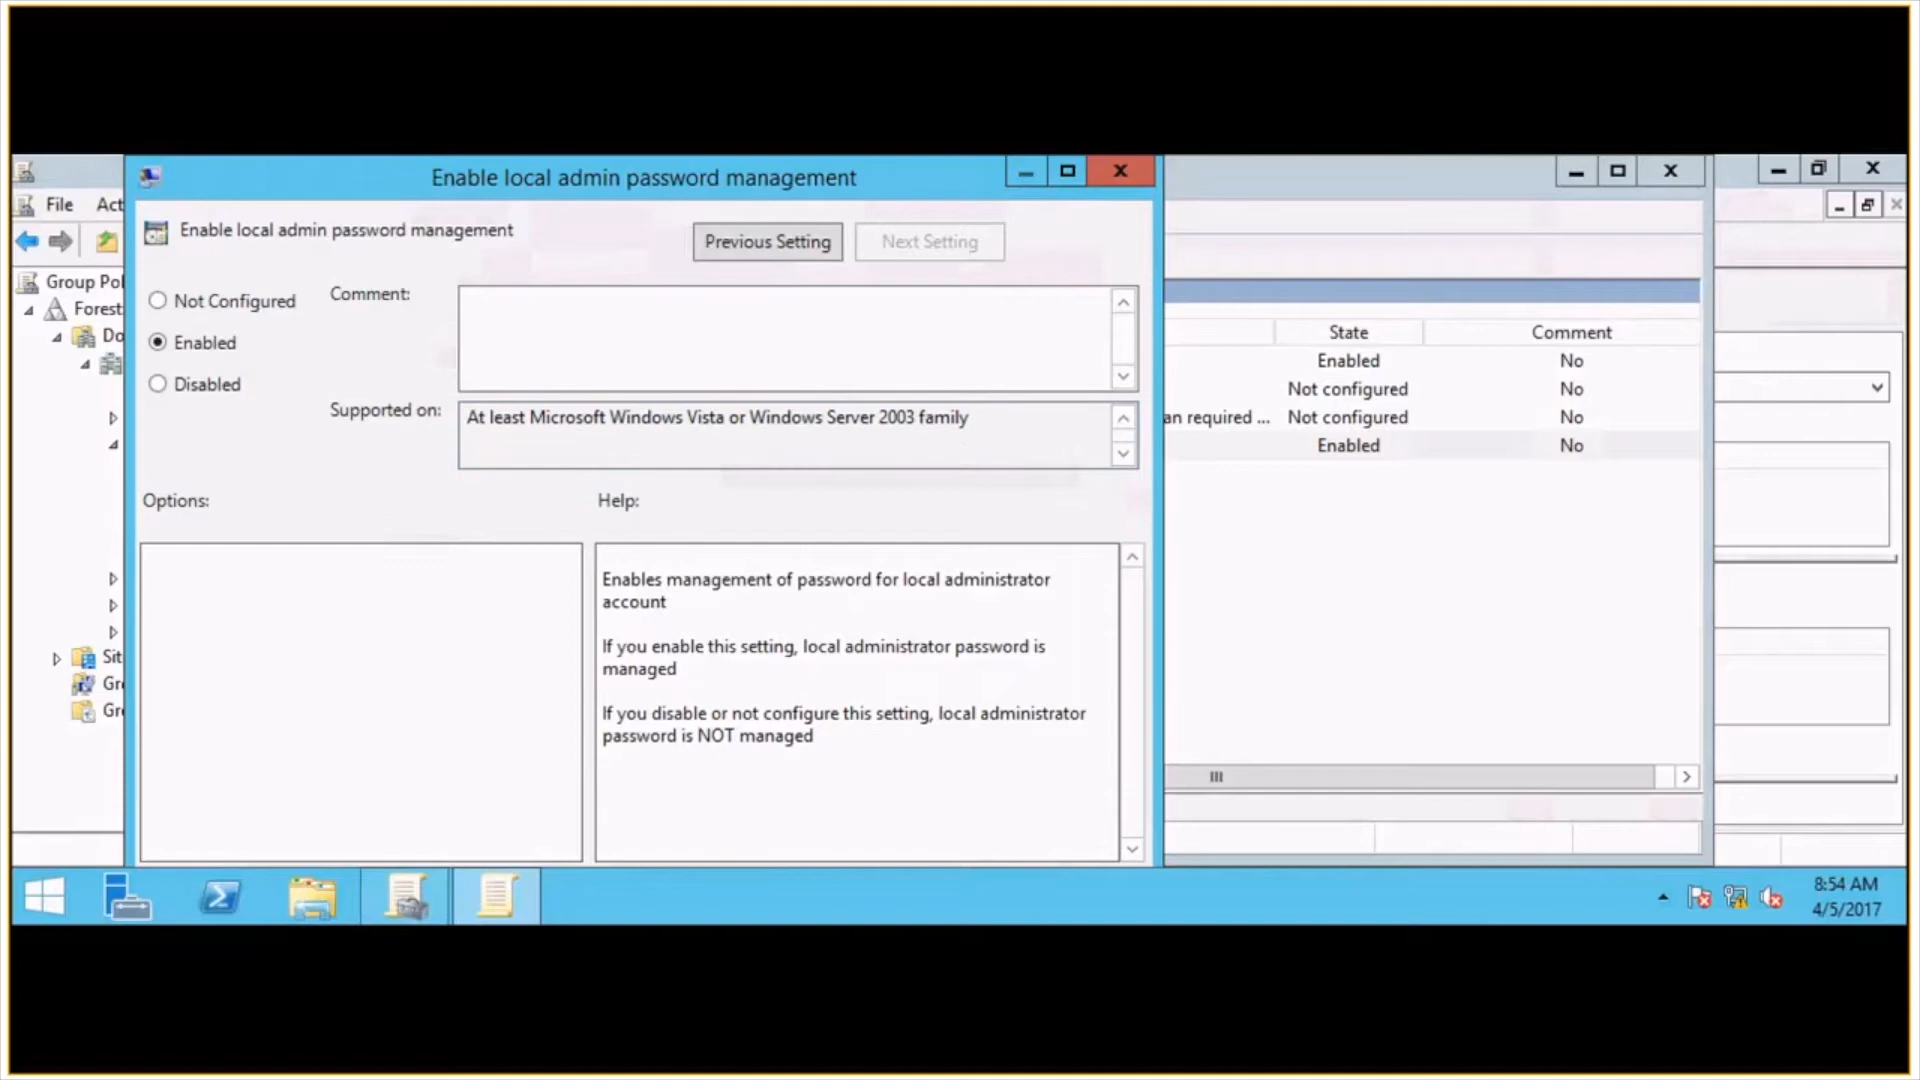 Enable local admin password management
File
Act
Enable local admin password management
Previous Setting
Next Setting
Group Pol
Forest
Do
Sit
Gr
Gr
Not Configured
Enabled
Disabled
Comment:
Supported on:
At least Microsoft Windows Vista or Windows Server 2003 family
Options:
Help:
Enables management of password for local administrator
account
If you enable this setting, local administrator password is
managed
If you disable or not configure this setting, local administrator
password is NOT managed
State Comment
Enabled No
Not configured No
an required ... Not configured No
Enabled No
8:54 AM
4/5/2017